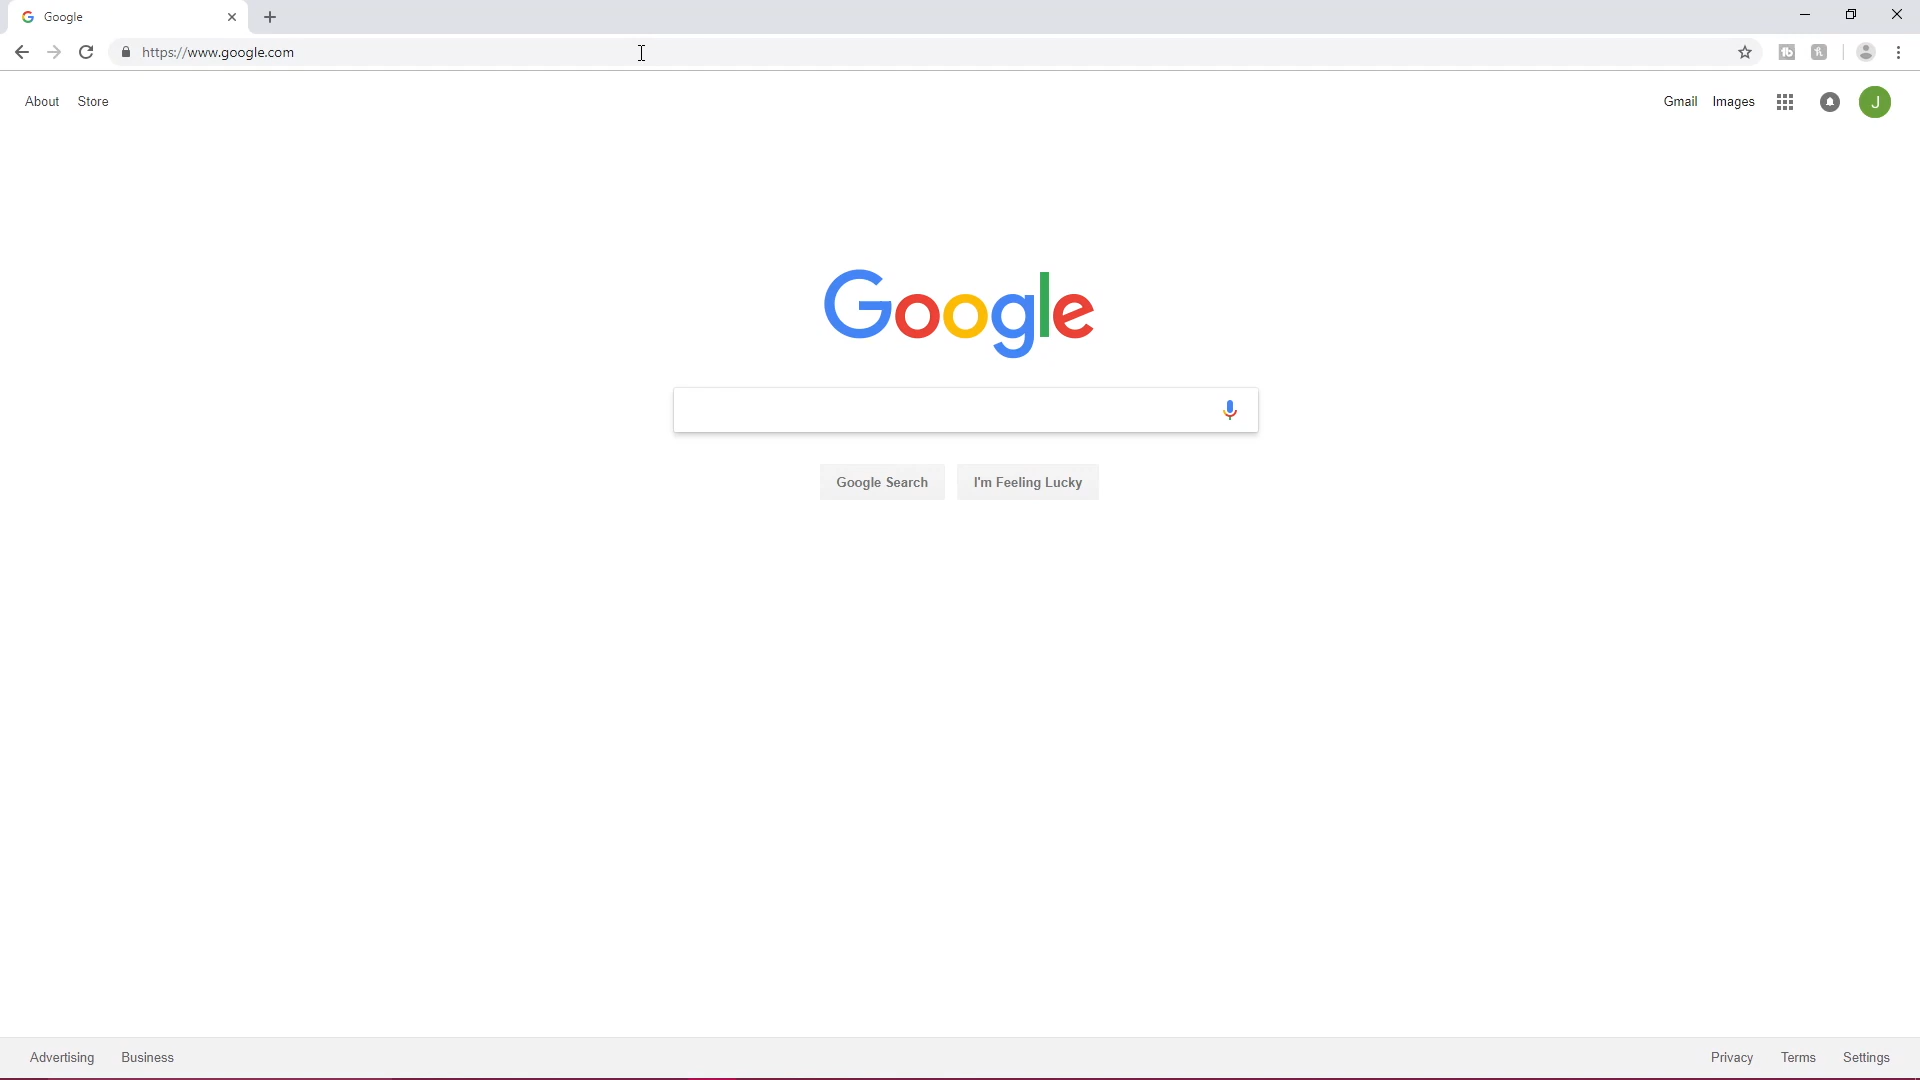 Google
https://www.google.com
About Store
Gmail Images
J
Google
Google Search I'm Feeling Lucky
Advertising Business
Privacy Terms Settings